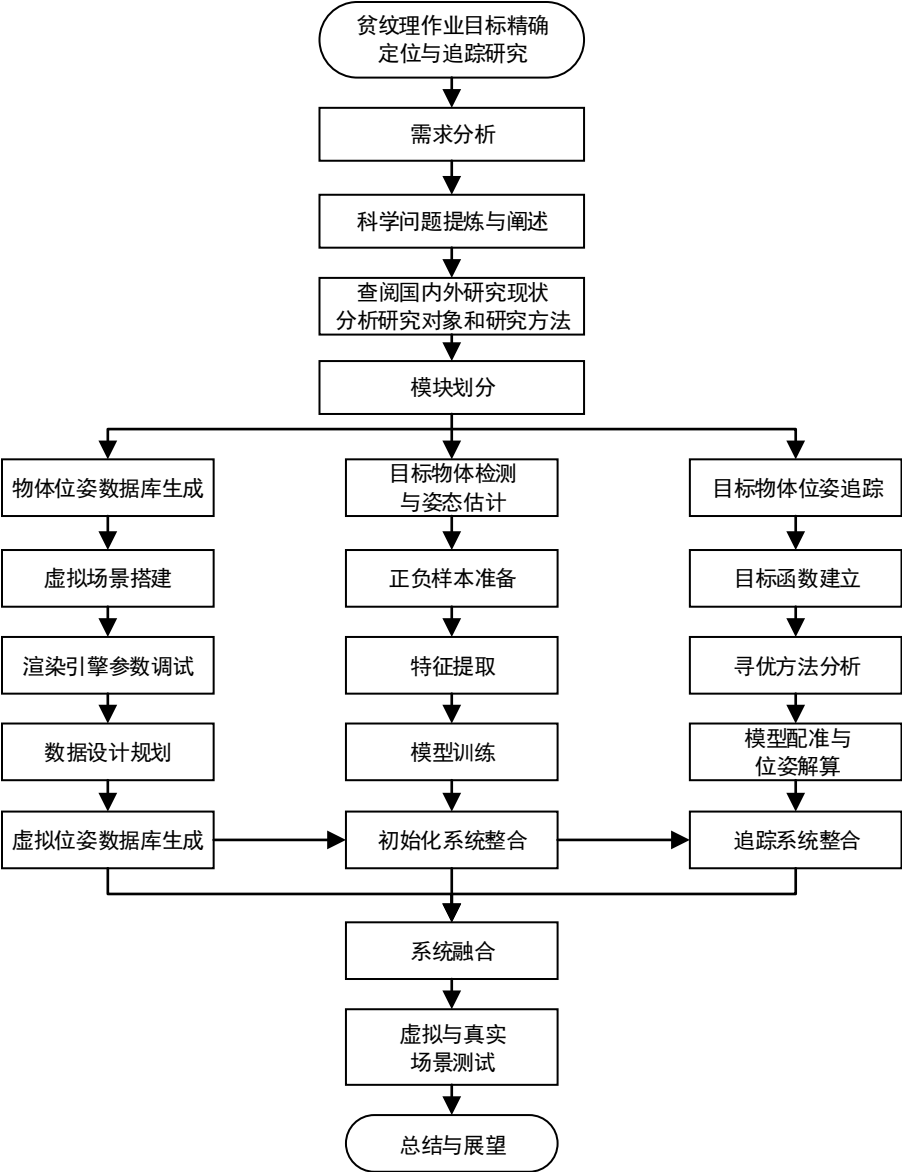 贫纹理作业目标精确
定位与追踪研究
需求分析
科学问题提炼与阐述
查阅国内外研究现状
分析研究对象和研究方法
模块划分
物体位姿数据库生成
目标物体检测
与姿态估计
目标物体位姿追踪
虚拟场景搭建
正负样本准备
目标函数建立
渲染引擎参数调试
特征提取
寻优方法分析
数据设计规划
模型训练
模型配准与
位姿解算
虚拟位姿数据库生成
初始化系统整合
追踪系统整合
系统融合
虚拟与真实
场景测试
总结与展望